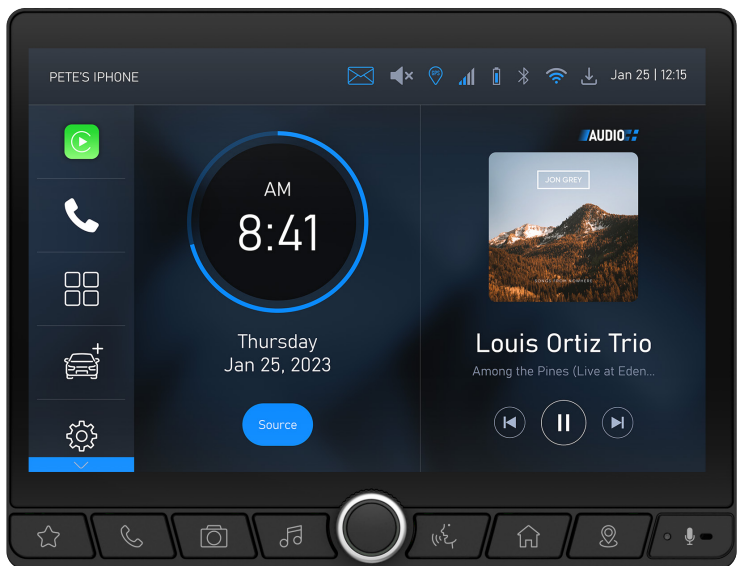 PETE'S IPHONE
GPS
Jan 25 | 12:15
AM
8:41
Thursday
Jan 25, 2023
Source
AUDIO
JON GREY
Louis Ortiz Trio
Among the Pines (Live at Eden...